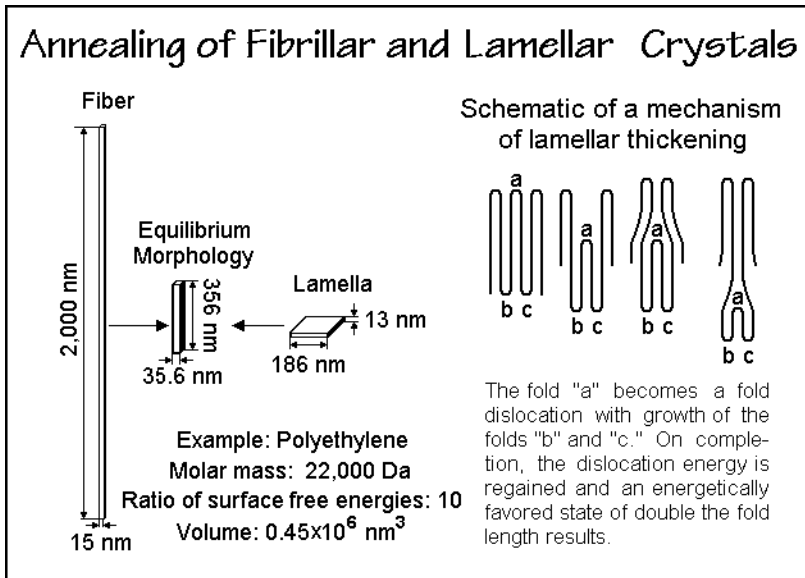 Annealing of Fibrillar and Lamellar Crystals
Fiber
2,000 nm
15 nm
Equilibrium
Morphology
356 nm
35.6 nm
Lamella
13 nm
186 nm
Example: Polyethylene
Molar mass: 22,000 Da
Ratio of surface free energies: 10
Volume: 0.45x10⁶ nm³
Schematic of a mechanism
of lamellar thickening
a
b c
a
b c
a
b c
a
b c
The fold "a" becomes a fold
dislocation with growth of the
folds "b" and "c." On comple-
tion, the dislocation energy is
regained and an energetically
favored state of double the fold
length results.